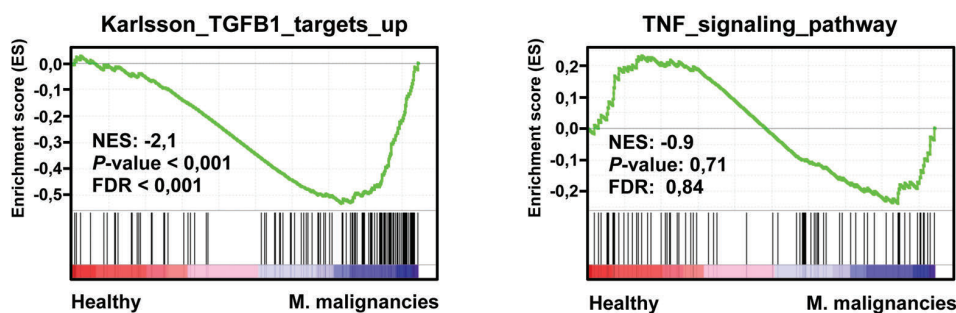 Karlsson_TGFB1_targets_up
Enrichment score (ES)
0,0
-0,1
-0,2
-0,3
-0,4
-0,5
NES: -2,1
P-value < 0,001
FDR < 0,001
Healthy M. malignancies
TNF_signaling_pathway
Enrichment score (ES)
0,2
0,1
0,0
-0,1
-0,2
NES: -0.9
P-value: 0,71
FDR: 0,84
Healthy M. malignancies